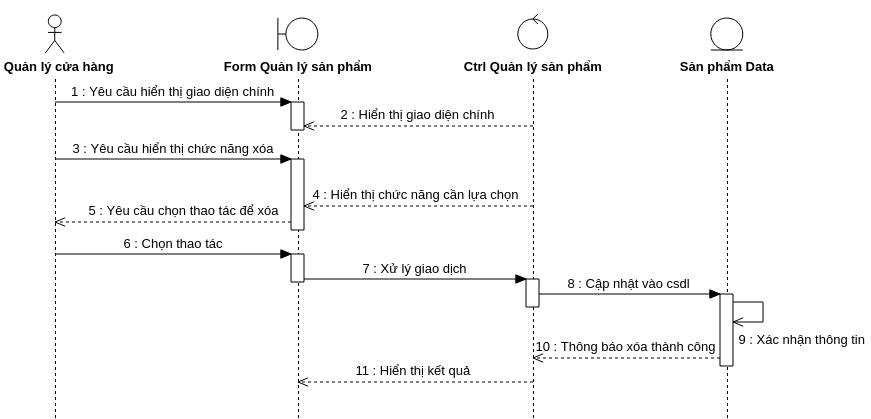 Quản lý cửa hàng
Form Quản lý sản phẩm
Ctrl Quản lý sản phẩm
Sản phẩm Data
1 : Yêu cầu hiển thị giao diện chính
2 : Hiển thị giao diện chính
3 : Yêu cầu hiển thị chức năng xóa
4 : Hiển thị chức năng cần lựa chọn
5 : Yêu cầu chọn thao tác để xóa
6 : Chọn thao tác
7 : Xử lý giao dịch
8 : Cập nhật vào csdl
9 : Xác nhận thông tin
10 : Thông báo xóa thành công
11 : Hiển thị kết quả